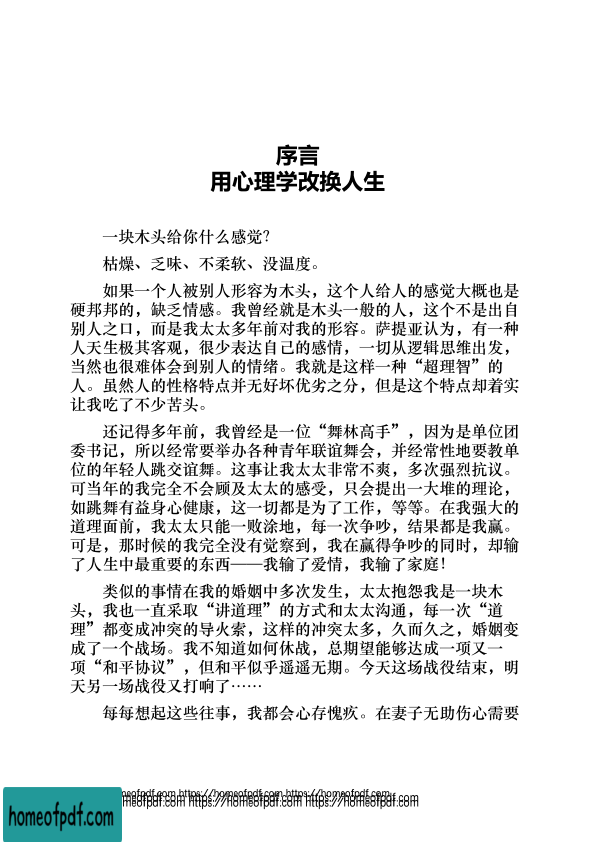 序言
用心理学改换人生
一块木头给你什么感觉?
枯燥、乏味、不柔软、没温度。
如果一个人被别人形容为木头，这个人给人的感觉大概也是
硬邦邦的，缺乏情感。我曾经就是木头一般的人，这个不是出自
别人之口，而是我太太多年前对我的形容。萨提亚认为，有一种
人天生极其客观，很少表达自己的感情，一切从逻辑思维出发，
当然也很难体会到别人的情绪。我就是这样一种“超理智”的
人。虽然人的性格特点并无好坏优劣之分，但是这个特点却着实
让我吃了不少苦头。
还记得多年前，我曾经是一位“舞林高手”，因为是单位团
委书记，所以经常要举办各种青年联谊舞会，并经常性地要教单
位的年轻人跳交谊舞。这事让我太太非常不爽，多次强烈抗议。
可当年的我完全不会顾及太太的感受，只会提出一大堆的理论，
如跳舞有益身心健康，这一切都是为了工作，等等。在我强大的
道理面前，我太太只能一败涂地，每一次争吵，结果都是我赢。
可是，那时候的我完全没有觉察到，我在赢得争吵的同时，却输
了人生中最重要的东西——我输了爱情，我输了家庭!
类似的事情在我的婚姻中多次发生，太太抱怨我是一块木
头，我也一直采取“讲道理”的方式和太太沟通，每一次“道
理”都变成冲突的导火索，这样的冲突太多，久而久之，婚姻变
成了一个战场。我不知道如何休战，总期望能够达成一项又一
项“和平协议”，但和平似乎遥遥无期。今天这场战役结束，明
天另一场战役又打响了……
每每想起这些往事，我都会心存愧疚。在妻子无助伤心需要
homeofpdf.com https://homeofpdf.com https://homeofpdf.com
homeofpdf.com https://homeofpdf.com https://homeofpdf.com
homeofpdf.com